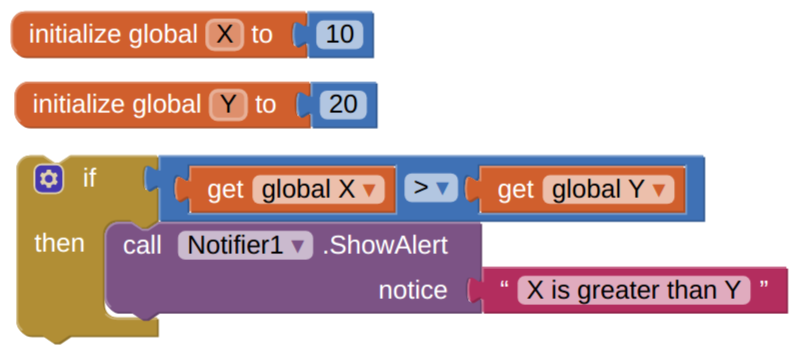 initialize global X to 10
initialize global Y to 20
if get global X > get global Y
then call Notifier1 .ShowAlert
notice “ X is greater than Y ”